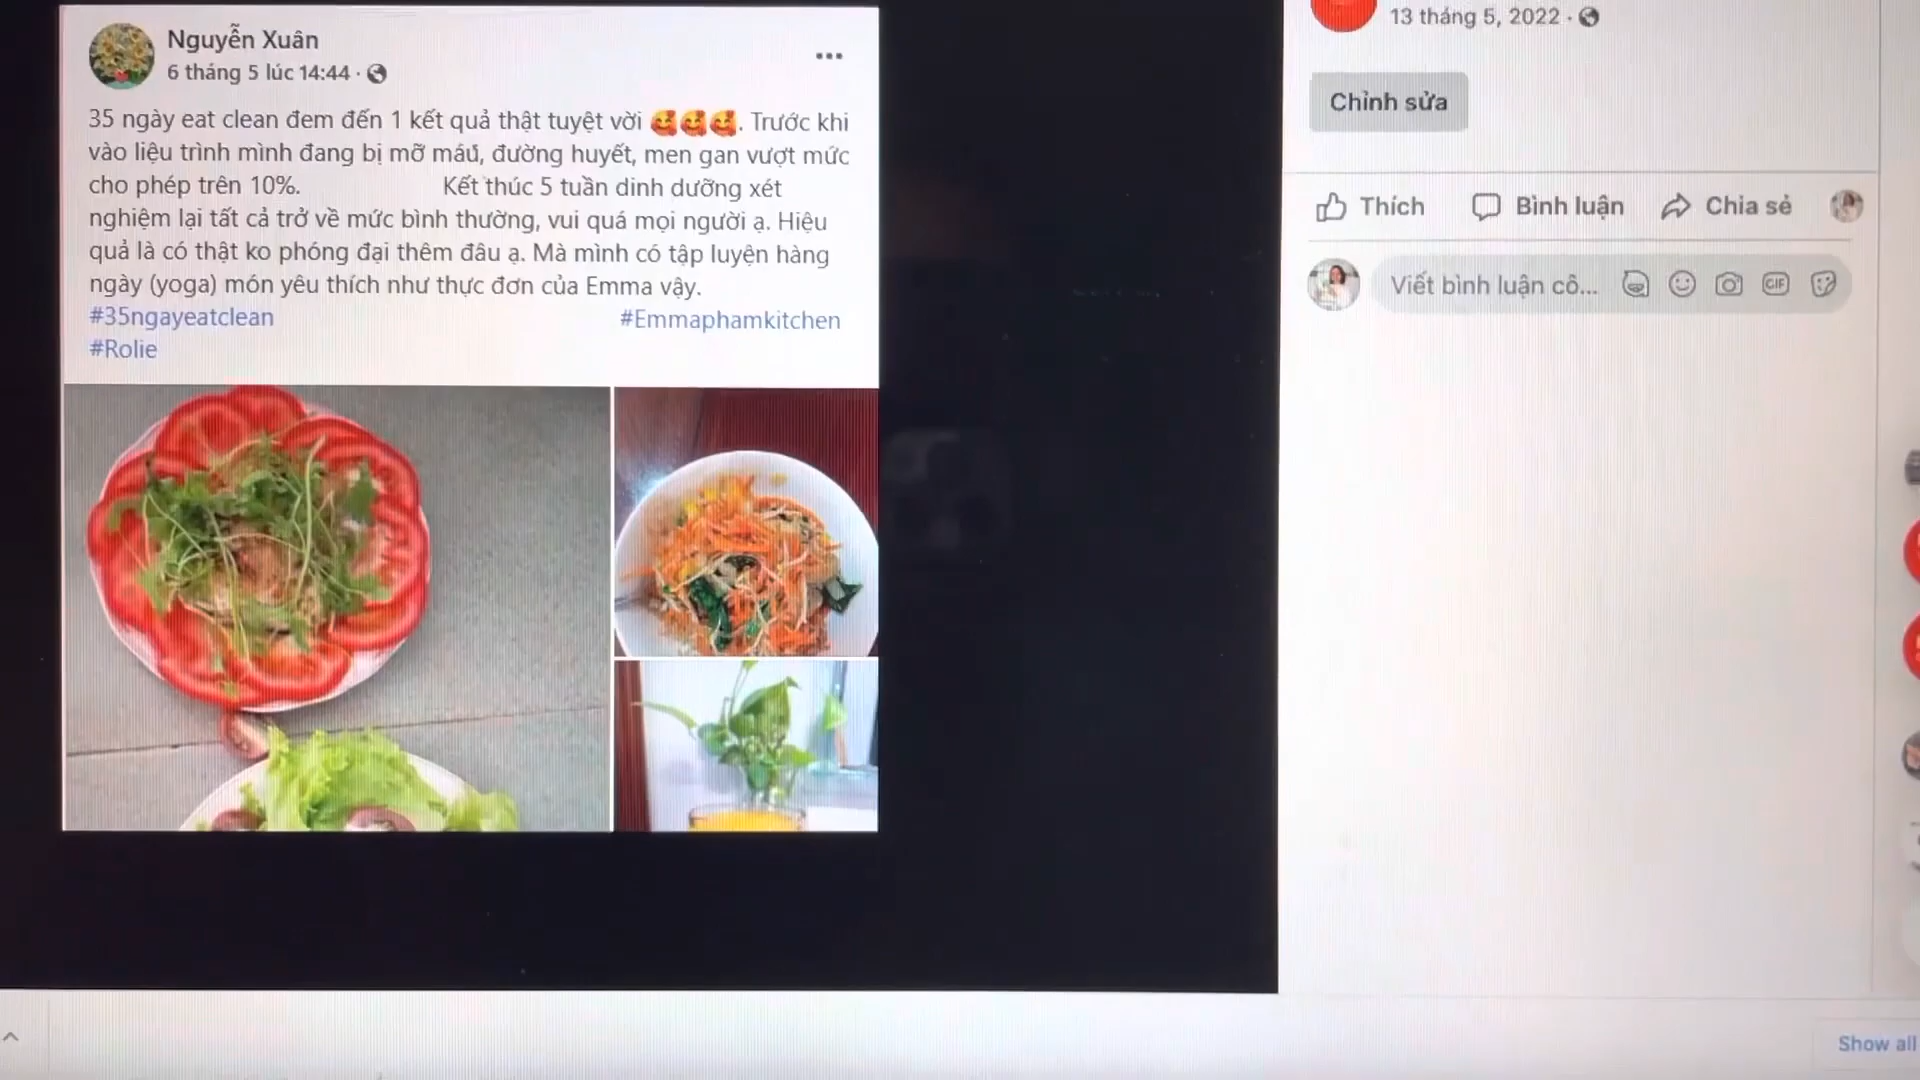 Nguyễn Xuân
6 tháng 5 lúc 14:44 ·
35 ngày eat clean đem đến 1 kết quả thật tuyệt vời 🥰🥰🥰. Trước khi
vào liệu trình mình đang bị mỡ máu, đường huyết, men gan vượt mức
cho phép trên 10%. Kết thúc 5 tuần dinh dưỡng xét
nghiệm lại tất cả trở về mức bình thường, vui quá mọi người ạ. Hiệu
quả là có thật ko phóng đại thêm đâu ạ. Mà mình có tập luyện hàng
ngày (yoga) món yêu thích như thực đơn của Emma vậy.
#35ngayeatclean #Emmaphamkitchen
#Rolie
13 tháng 5, 2022 ·
Chỉnh sửa
Thích Bình luận Chia sẻ
Viết bình luận cô...
GIF
Show all